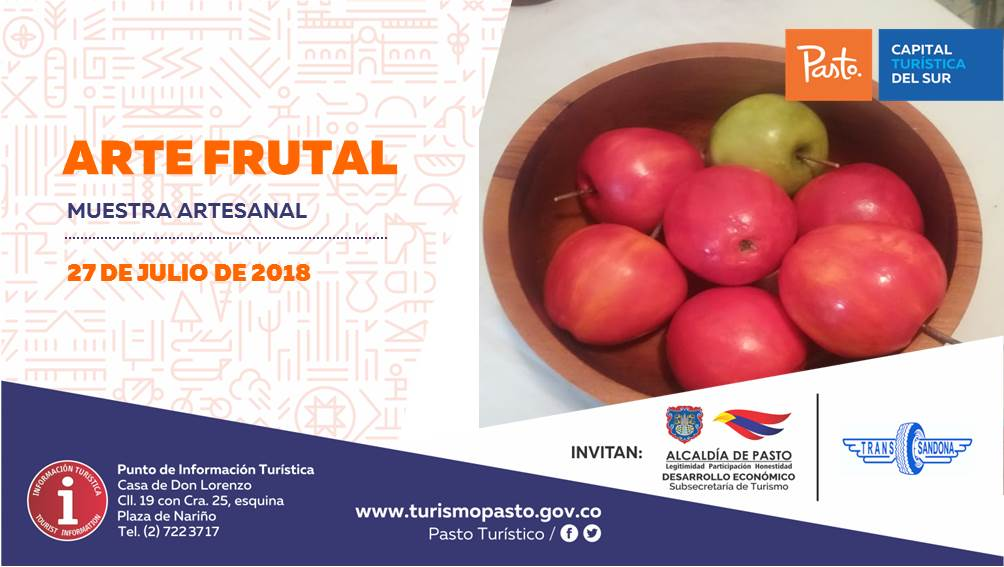 Pasto.
CAPITAL
TURÍSTICA
DEL SUR
ARTE FRUTAL
MUESTRA ARTESANAL
27 DE JULIO DE 2018
INVITAN:
ALCALDÍA DE PASTO
Legitimidad Participación Honestidad
DESARROLLO ECONÓMICO
Subsecretaría de Turismo
TRANS SANDONA
INFORMACIÓN TURÍSTICA
i
TOURIST INFORMATION
Punto de Información Turística
Casa de Don Lorenzo
Cll. 19 con Cra. 25, esquina
Plaza de Nariño
Tel. (2) 7223717
www.turismopasto.gov.co
Pasto Turístico /